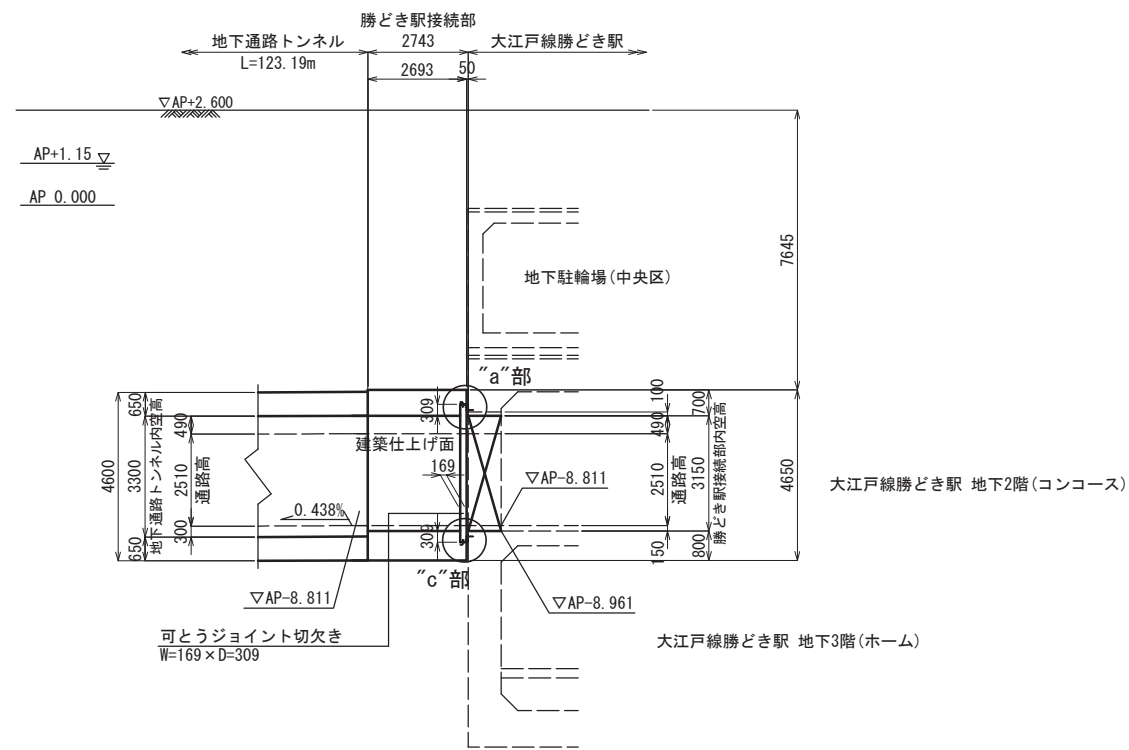 勝どき駅接続部
地下通路トンネル
2743
大江戸線勝どき駅
L=123.19m
2693
50
▽AP+2.600
AP+1.15
AP 0.000
7645
地下駐輪場(中央区)
"a"部
650
490
309
100
490
700
建築仕上げ面
169
4600
3300
地下通路トンネル内空高
2510
通路高
2510
通路高
3150
勝どき駅接続部内空高
4650
▽AP-8.811
大江戸線勝どき駅 地下2階(コンコース)
0.438%
300
650
309
150
800
"c"部
▽AP-8.811
▽AP-8.961
可とうジョイント切欠き
W=169×D=309
大江戸線勝どき駅 地下3階(ホーム)